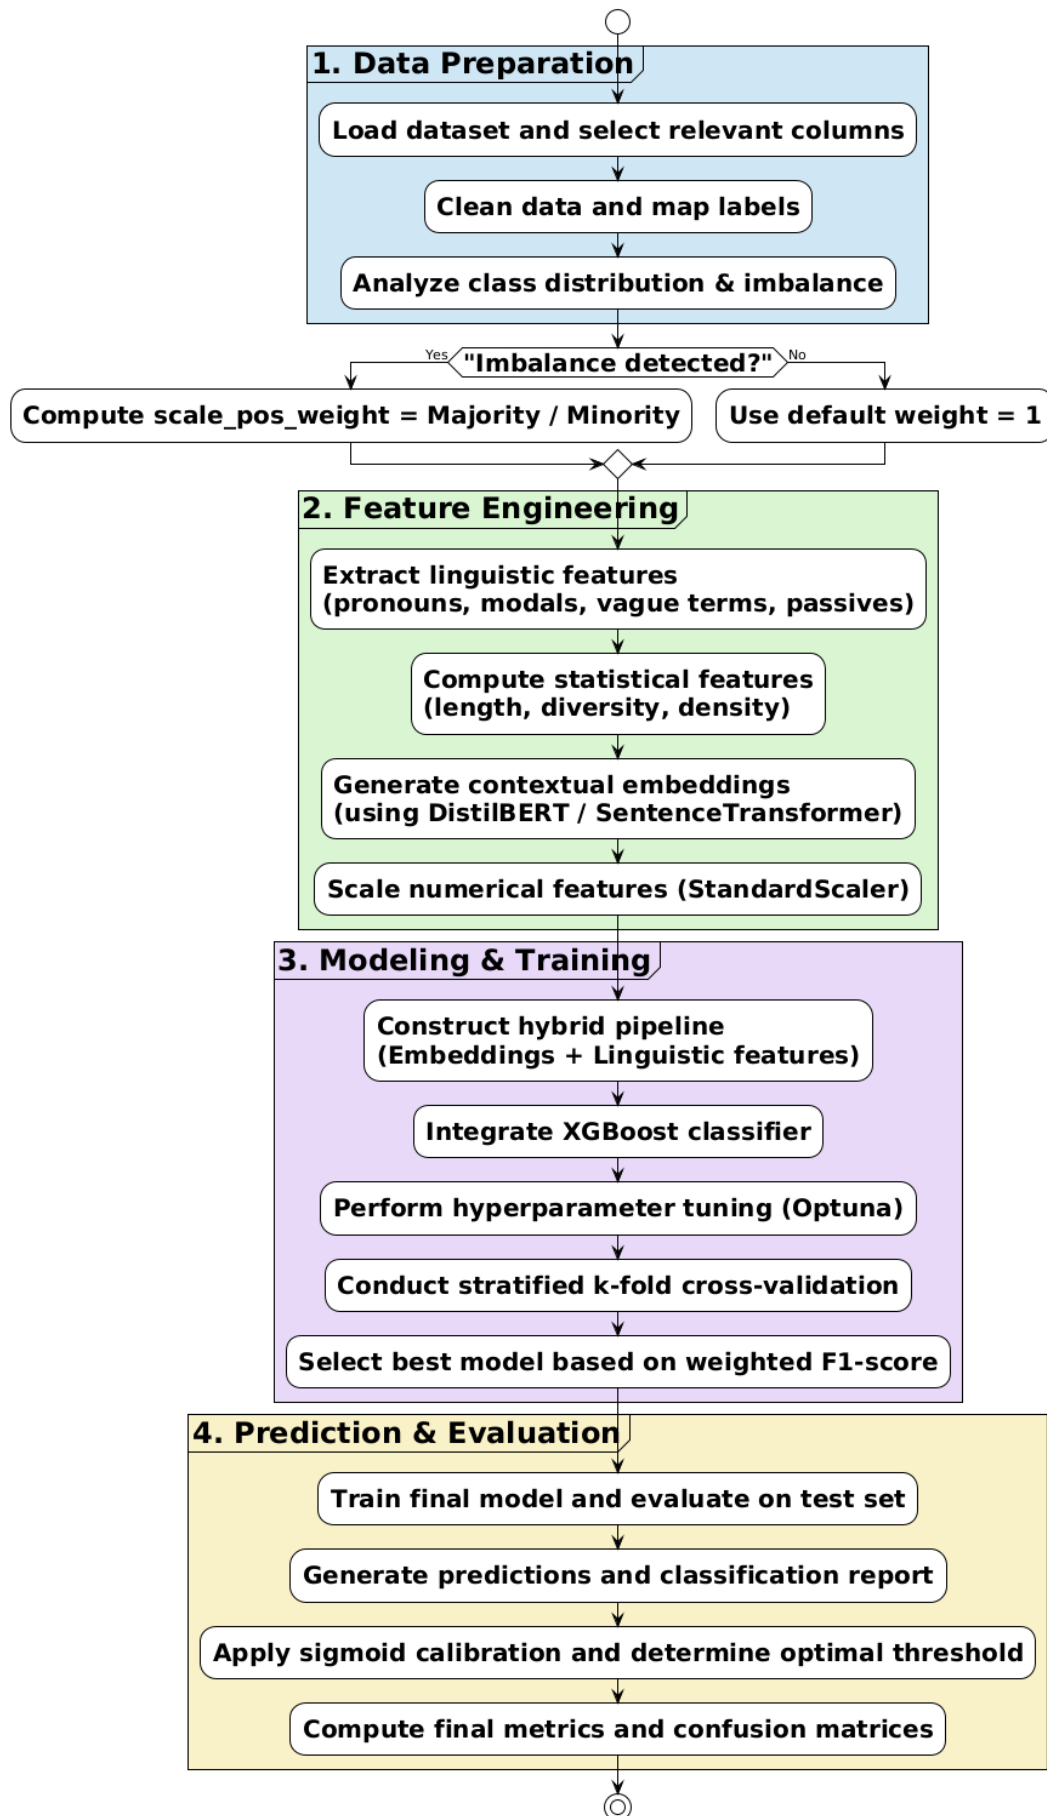 1. Data Preparation
Load dataset and select relevant columns
Clean data and map labels
Analyze class distribution & imbalance
Yes
"Imbalance detected?"
No
Compute scale_pos_weight = Majority / Minority
Use default weight = 1
2. Feature Engineering
Extract linguistic features
(pronouns, modals, vague terms, passives)
Compute statistical features
(length, diversity, density)
Generate contextual embeddings
(using DistilBERT / SentenceTransformer)
Scale numerical features (StandardScaler)
3. Modeling & Training
Construct hybrid pipeline
(Embeddings + Linguistic features)
Integrate XGBoost classifier
Perform hyperparameter tuning (Optuna)
Conduct stratified k-fold cross-validation
Select best model based on weighted F1-score
4. Prediction & Evaluation
Train final model and evaluate on test set
Generate predictions and classification report
Apply sigmoid calibration and determine optimal threshold
Compute final metrics and confusion matrices